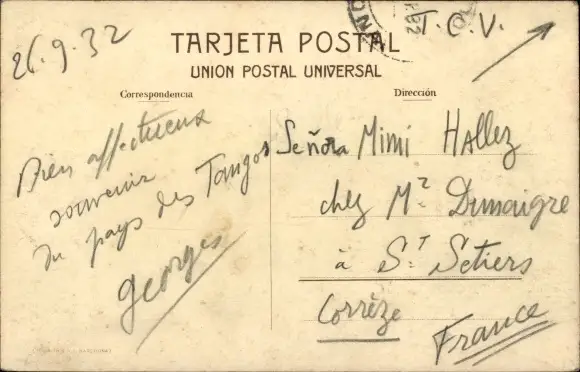 26.9.32
T.C.V.
TARJETA POSTAL
UNION POSTAL UNIVERSAL
Correspondencia
Dirección
Bien affectueux
souvenir
du pays des Tangos
Georges
Señora Mimi Hallez
chez Mr Dumaigre
à St Setiers
Corrèze
France